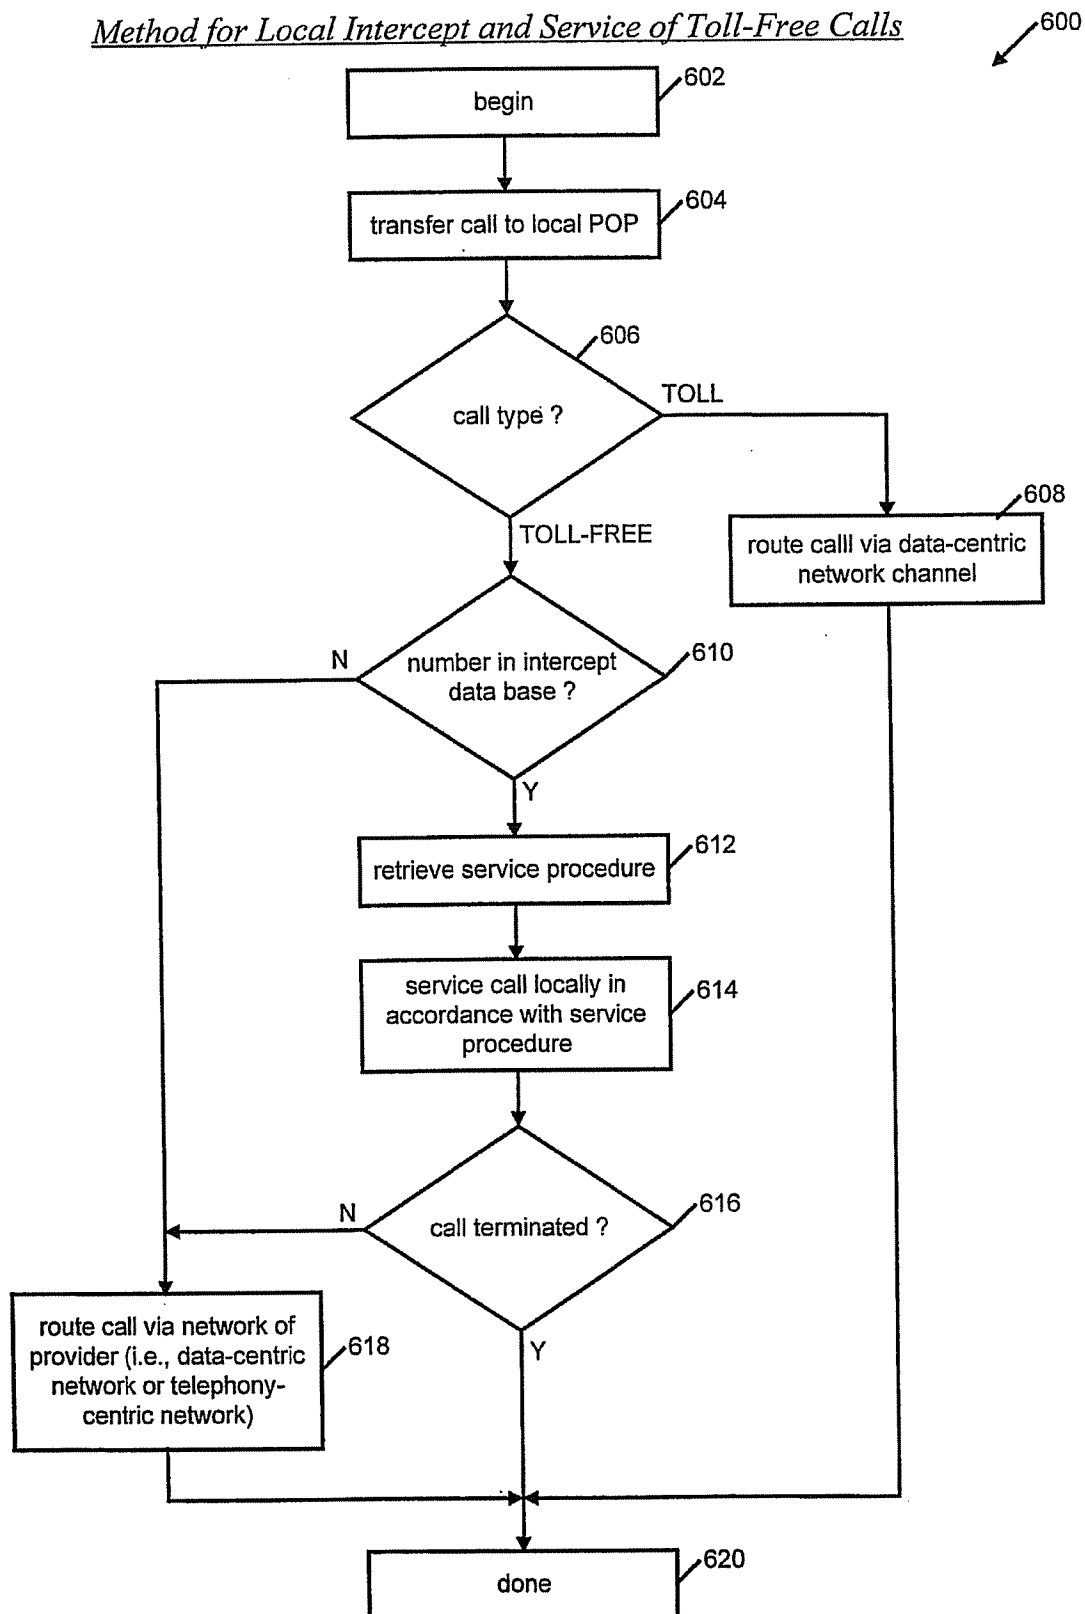 Method for Local Intercept and Service of Toll-Free Calls
600
602
begin
604
transfer call to local POP
606
call type ?
TOLL
TOLL-FREE
608
route calll via data-centric
network channel
610
N
number in intercept
data base ?
Y
612
retrieve service procedure
614
service call locally in
accordance with service
procedure
616
N
call terminated ?
Y
618
route call via network of
provider (i.e., data-centric
network or telephony-
centric network)
620
done